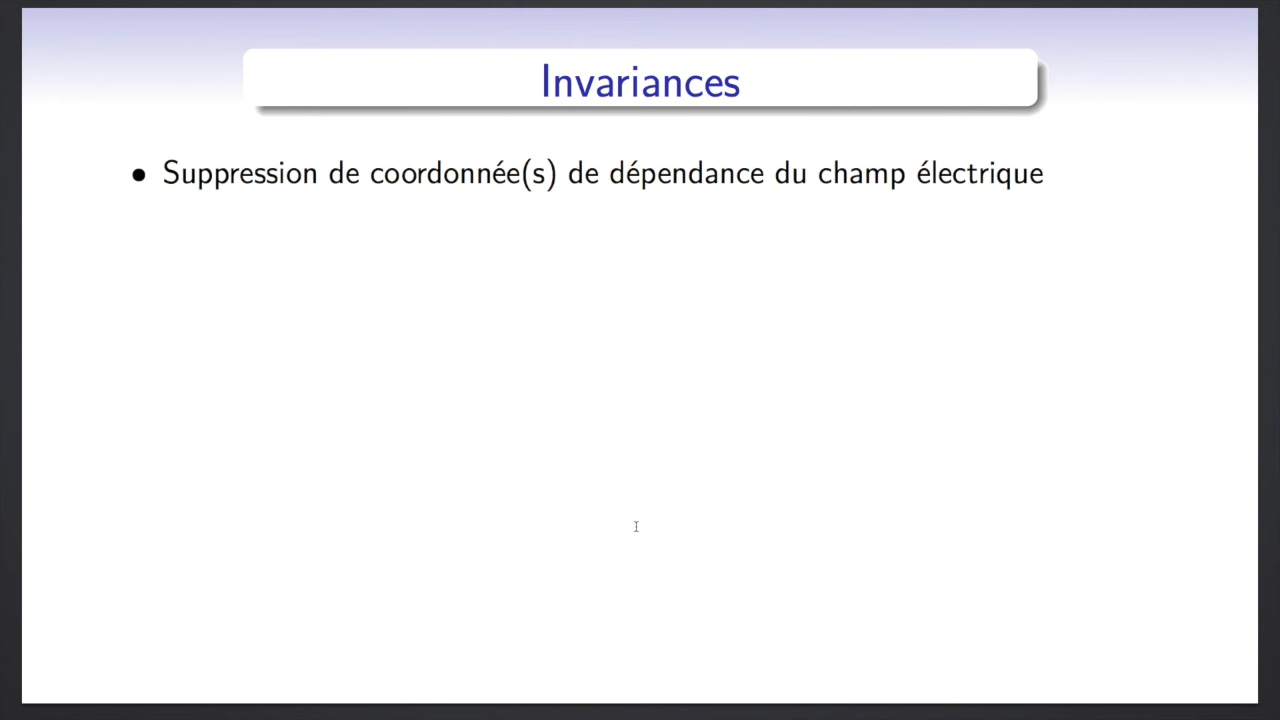 Invariances
• Suppression de coordonnée(s) de dépendance du champ électrique